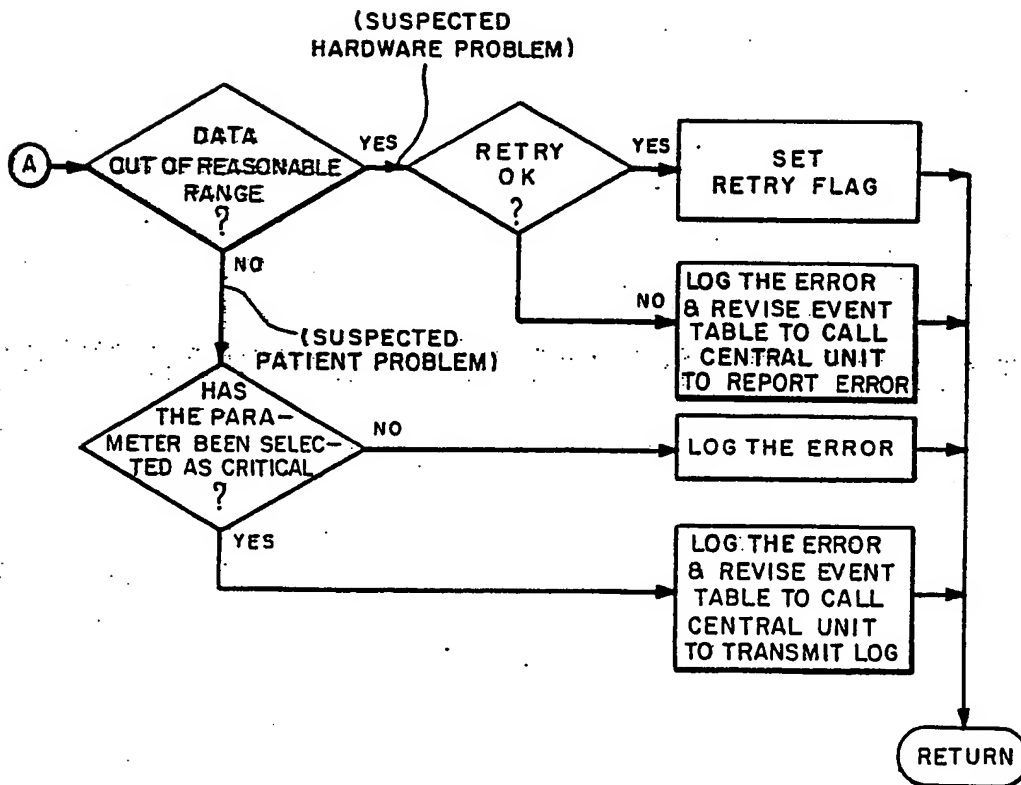 (SUSPECTED
HARDWARE PROBLEM)
A
DATA
OUT OF REASONABLE
RANGE
?
YES
RETRY
OK
?
YES
SET
RETRY FLAG
NO
(SUSPECTED
PATIENT PROBLEM)
NO
LOG THE ERROR
& REVISE EVENT
TABLE TO CALL
CENTRAL UNIT
TO REPORT ERROR
HAS
THE PARA-
METER BEEN SELEC-
TED AS CRITICAL
?
NO
LOG THE ERROR
YES
LOG THE ERROR
& REVISE EVENT
TABLE TO CALL
CENTRAL UNIT
TO TRANSMIT LOG
RETURN